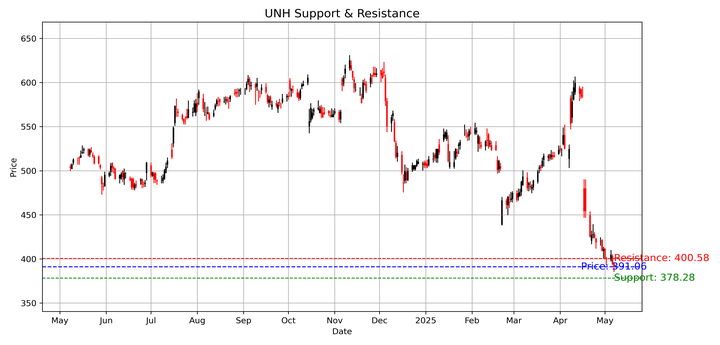 UNH Support & Resistance
650
600
550
500
450
400
350
Price
Resistance: 400.58
Price: 391.06
Support: 378.28
May Jun Jul Aug Sep Oct Nov Dec 2025 Feb Mar Apr May
Date